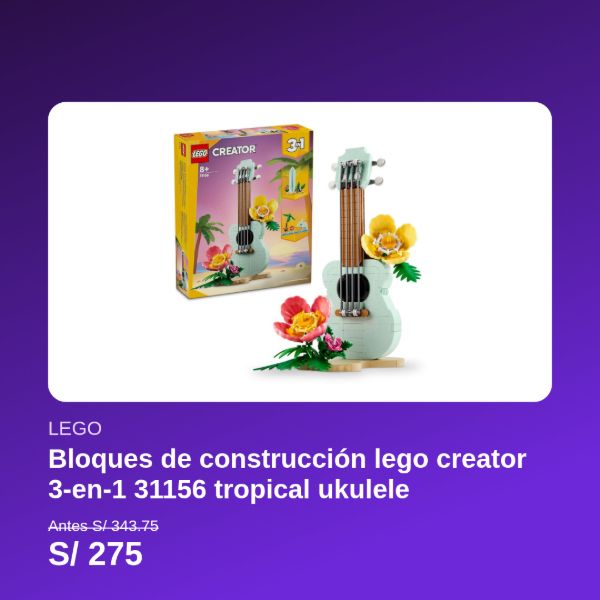 LEGO CREATOR 3in1
8+
LEGO
Bloques de construcción lego creator
3-en-1 31156 tropical ukulele
Antes S/ 343.75
S/ 275